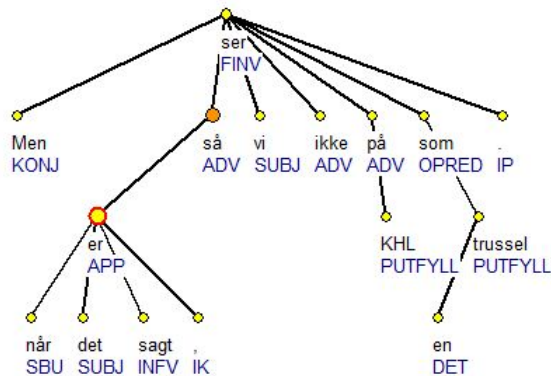 ser
FINV
Men så vi ikke på som .
KONJ ADV SUBJ ADV ADV OPRED IP
er KHL trussel
APP PUTFYLL PUTFYLL
når det sagt , en
SBU SUBJ INFV IK DET